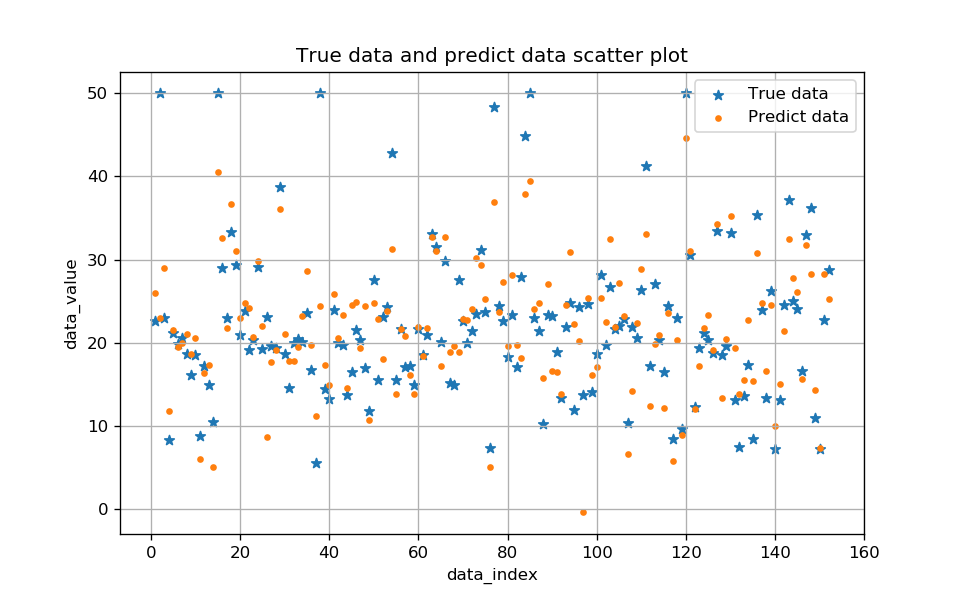 True data and predict data scatter plot
True data
Predict data
data_value
50
40
30
20
10
0
0 20 40 60 80 100 120 140 160
data_index